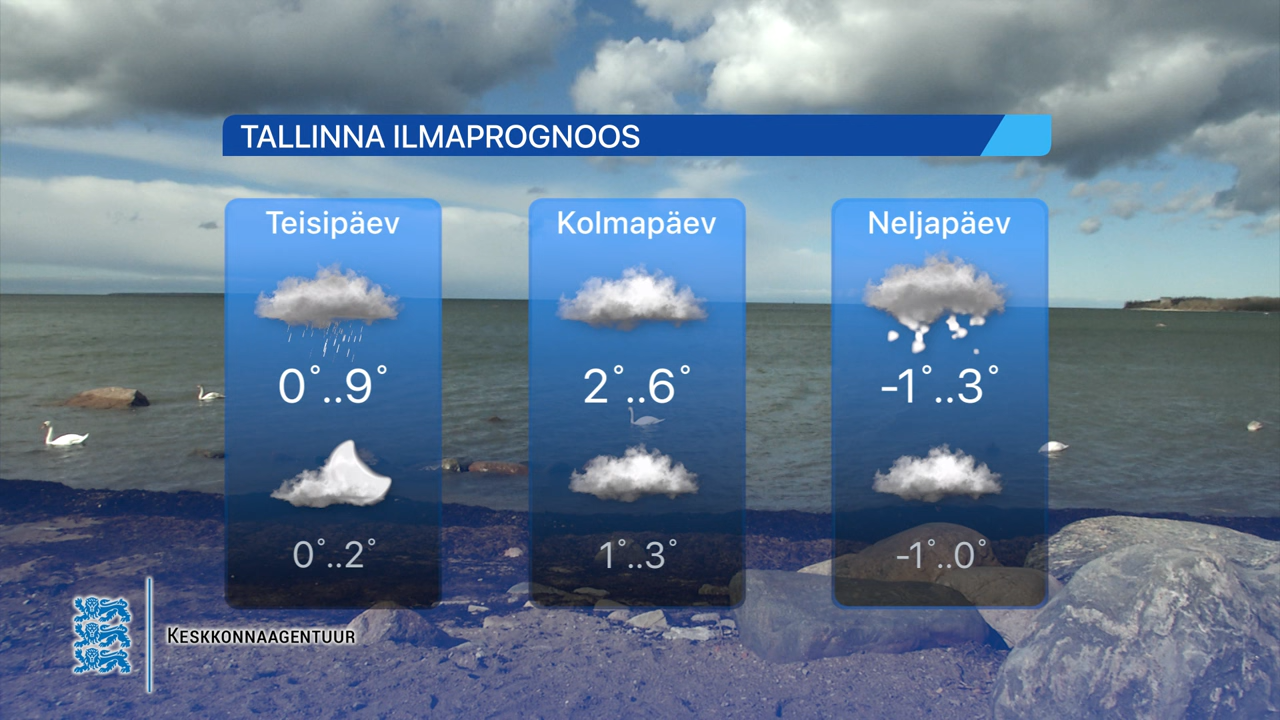 TALLINNA ILMAPROGNOOS
Teisipäev
0°..9°
0°..2°
Kolmapäev
2°..6°
1°..3°
Neljapäev
-1°..3°
-1°..0°
KESKKONNAAGENTUUR